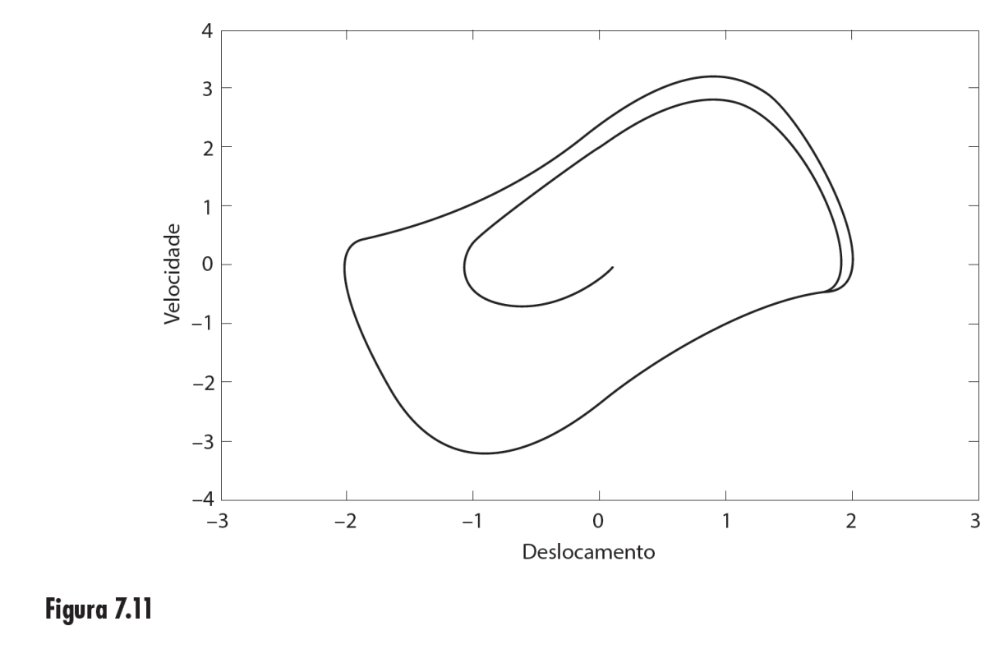 4
3
2
1
0
–1
–2
–3
–4
Velocidade
–3 –2 –1 0 1 2 3
Deslocamento
Figura 7.11